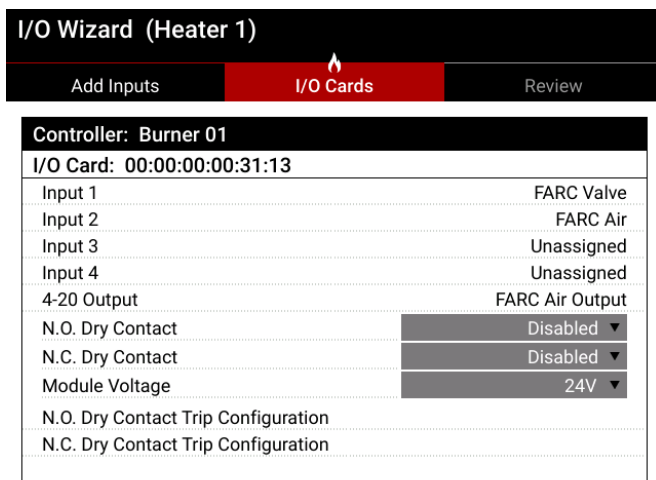 I/O Wizard (Heater 1)
Add Inputs I/O Cards Review
Controller: Burner 01
I/O Card: 00:00:00:00:31:13
Input 1 FARC Valve
Input 2 FARC Air
Input 3 Unassigned
Input 4 Unassigned
4-20 Output FARC Air Output
N.O. Dry Contact Disabled ▼
N.C. Dry Contact Disabled ▼
Module Voltage 24V ▼
N.O. Dry Contact Trip Configuration
N.C. Dry Contact Trip Configuration